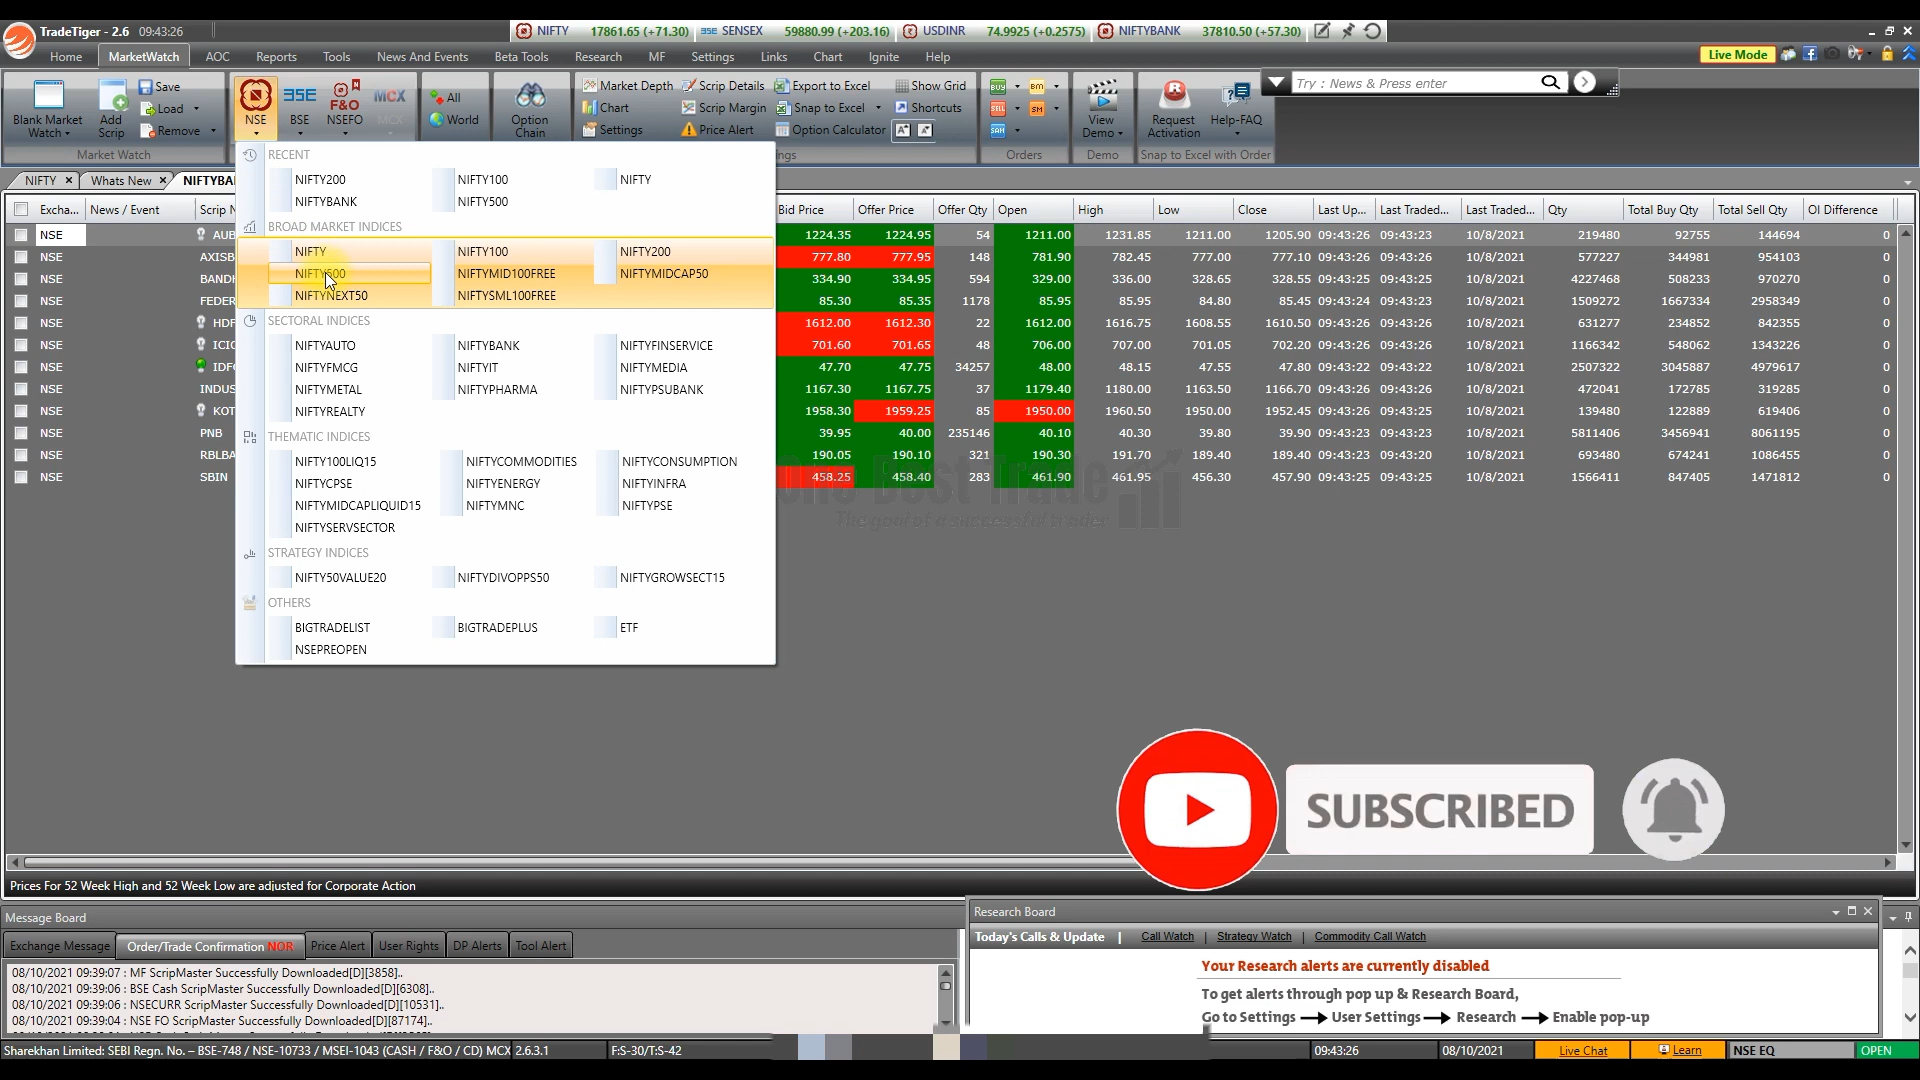 TradeTiger - 2.6 09:43:26
NIFTY 17861.65 (+71.30) BSE SENSEX 59880.99 (+203.16) USDINR 74.9925 (+0.2575) NIFTYBANK 37810.50 (+57.30)
Home MarketWatch AOC Reports Tools News And Events Beta Tools Research MF Settings Links Chart Ignite Help Live Mode
Blank Market Watch Add Scrip Save Load Remove
Market Watch
NSE BSE NSEFO MCX
All World
Option Chain
Market Depth Scrip Details Export to Excel Show Grid
Chart Scrip Margin Snap to Excel Shortcuts
Settings Price Alert Option Calculator
Orders
View Demo
Demo
Request Activation Help-FAQ
Snap to Excel with Order
Try : News & Press enter
NIFTY Whats New NIFTYBA
Excha... News / Event Scrip N Bid Price Offer Price Offer Qty Open High Low Close Last Up... Last Traded... Last Traded... Qty Total Buy Qty Total Sell Qty OI Difference
NSE AUB 1224.35 1224.95 54 1211.00 1231.85 1211.00 1205.90 09:43:26 09:43:23 10/8/2021 219480 92755 144694 0
NSE AXISB 777.80 777.95 148 781.90 782.45 777.00 777.10 09:43:26 09:43:26 10/8/2021 577227 344981 954103 0
NSE BANDH 334.90 334.95 594 329.00 336.00 328.65 328.55 09:43:25 09:43:25 10/8/2021 4227468 508233 970270 0
NSE FEDER 85.30 85.35 1178 85.95 85.95 84.80 85.45 09:43:24 09:43:23 10/8/2021 1509272 1667334 2958349 0
NSE HDF 1612.00 1612.30 22 1612.00 1616.75 1608.55 1610.50 09:43:26 09:43:26 10/8/2021 631277 234852 842355 0
NSE ICIC 701.60 701.65 48 706.00 707.00 701.05 702.20 09:43:26 09:43:26 10/8/2021 1166342 548062 1343226 0
NSE IDF 47.70 47.75 34257 48.00 48.15 47.55 47.80 09:43:22 09:43:22 10/8/2021 2507322 3045887 4979617 0
NSE INDUS 1167.30 1167.75 37 1179.40 1180.00 1163.50 1166.70 09:43:26 09:43:26 10/8/2021 472041 172785 319285 0
NSE KOT 1958.30 1959.25 85 1950.00 1960.50 1950.00 1952.45 09:43:26 09:43:25 10/8/2021 139480 122889 619406 0
NSE PNB 39.95 40.00 235146 40.10 40.30 39.80 39.90 09:43:23 09:43:23 10/8/2021 5811406 3456941 8061195 0
NSE RBLBA 190.05 190.10 321 190.30 191.70 189.40 189.40 09:43:23 09:43:20 10/8/2021 693480 674241 1086455 0
NSE SBIN 458.25 458.40 283 461.90 461.95 456.30 457.90 09:43:25 09:43:25 10/8/2021 1566411 847405 1471812 0
RECENT
NIFTY200 NIFTY100 NIFTY
NIFTYBANK NIFTY500
BROAD MARKET INDICES
NIFTY NIFTY100 NIFTY200
NIFTY500 NIFTYMID100FREE NIFTYMIDCAP50
NIFTYNEXT50 NIFTYSML100FREE
SECTORAL INDICES
NIFTYAUTO NIFTYBANK NIFTYFINSERVICE
NIFTYFMCG NIFTYIT NIFTYMEDIA
NIFTYMETAL NIFTYPHARMA NIFTYPSUBANK
NIFTYREALTY
THEMATIC INDICES
NIFTY100LIQ15 NIFTYCOMMODITIES NIFTYCONSUMPTION
NIFTYCPSE NIFTYENERGY NIFTYINFRA
NIFTYMIDCAPLIQUID15 NIFTYMNC NIFTYPSE
NIFTYSERVSECTOR
STRATEGY INDICES
NIFTY50VALUE20 NIFTYDIVOPPS50 NIFTYGROWSECT15
OTHERS
BIGTRADELIST BIGTRADEPLUS ETF
NSEPREOPEN
One Best Trade
The goal of a successful trader
SUBSCRIBED
Prices For 52 Week High and 52 Week Low are adjusted for Corporate Action
Message Board
Exchange Message Order/Trade Confirmation NOR Price Alert User Rights DP Alerts Tool Alert
08/10/2021 09:39:07 : MF ScripMaster Successfully Downloaded[D][3858]..
08/10/2021 09:39:06 : BSE Cash ScripMaster Successfully Downloaded[D][6308]..
08/10/2021 09:39:06 : NSECURR ScripMaster Successfully Downloaded[D][10531]..
08/10/2021 09:39:04 : NSE FO ScripMaster Successfully Downloaded[D][87174]..
Research Board
Today's Calls & Update | Call Watch | Strategy Watch | Commodity Call Watch
Your Research alerts are currently disabled
To get alerts through pop up & Research Board,
Go to Settings → User Settings → Research → Enable pop-up
Sharekhan Limited: SEBI Regn. No. – BSE-748 / NSE-10733 / MSEI-1043 (CASH / F&O / CD) MCX 2.6.3.1 F:S-30/T:S-42 09:43:26 08/10/2021 Live Chat Learn NSE EQ OPEN